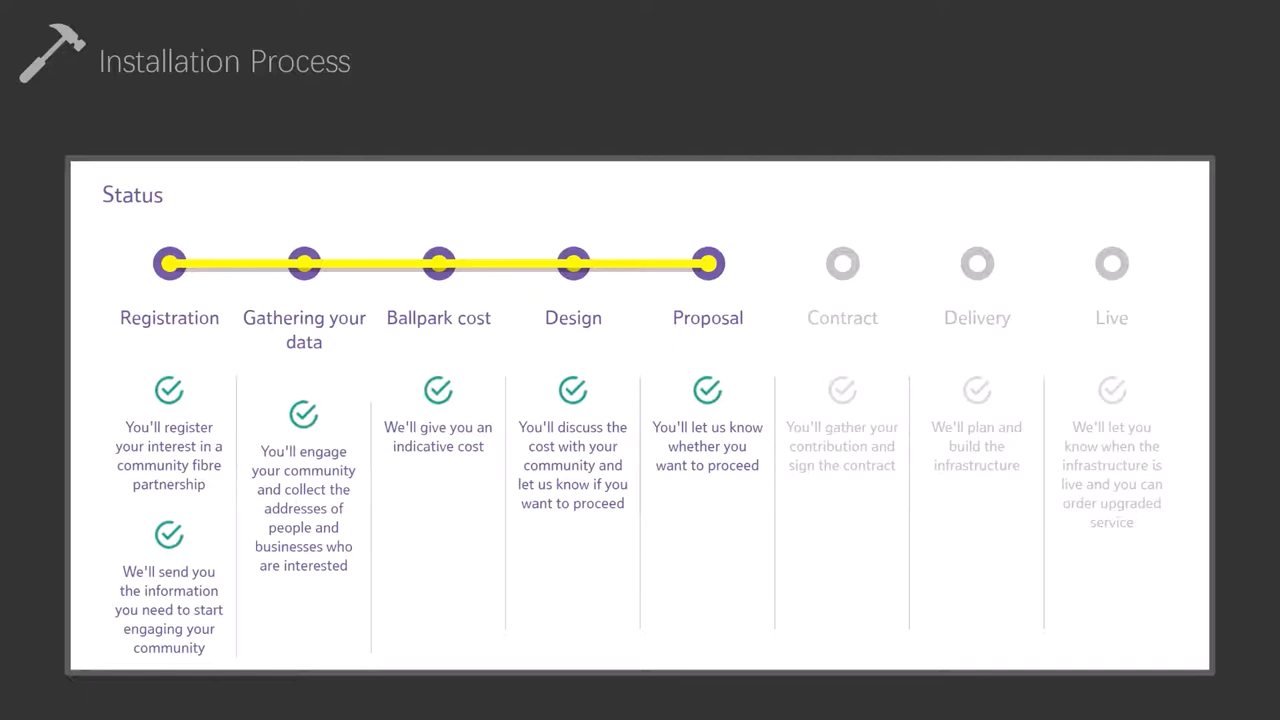 Installation Process
Status
Registration
Gathering your
data
Ballpark cost
Design
Proposal
Contract
Delivery
Live
You'll register
your interest in a
community fibre
partnership
We'll send you
the information
you need to start
engaging your
community
You'll engage
your community
and collect the
addresses of
people and
businesses who
are interested
We'll give you an
indicative cost
You'll discuss the
cost with your
community and
let us know if you
want to proceed
You'll let us know
whether you
want to proceed
You'll gather your
contribution and
sign the contract
We'll plan and
build the
infrastructure
We'll let you
know when the
infrastructure is
live and you can
order upgraded
service